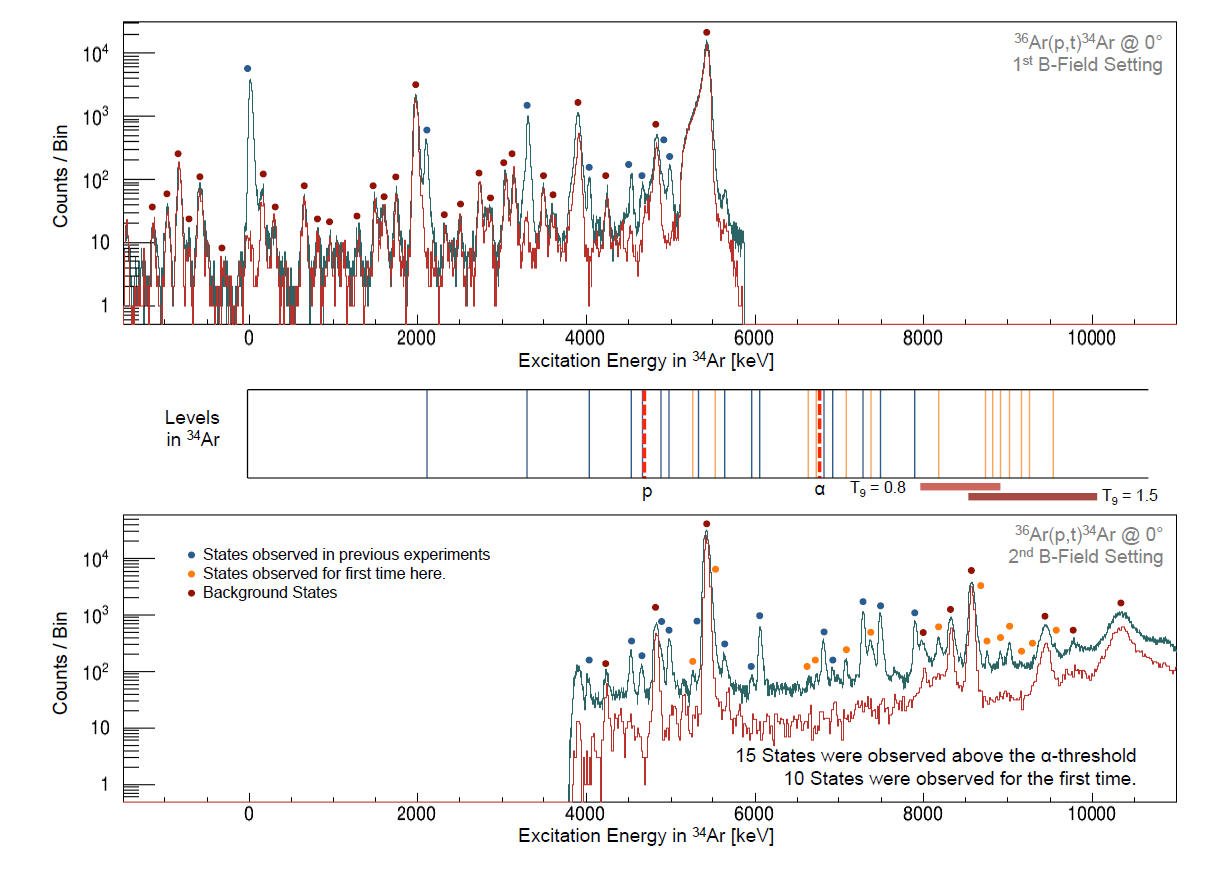 ³⁶Ar(p,t)³⁴Ar @ 0°
1ˢᵗ B-Field Setting
10⁴
10³
10²
10
1
Counts / Bin
0 2000 4000 6000 8000 10000
Excitation Energy in ³⁴Ar [keV]
Levels
in ³⁴Ar
p
α
T₉ = 0.8
T₉ = 1.5
³⁶Ar(p,t)³⁴Ar @ 0°
2ⁿᵈ B-Field Setting
States observed in previous experiments
States observed for first time here.
Background States
10⁴
10³
10²
10
1
Counts / Bin
15 States were observed above the α-threshold
10 States were observed for the first time.
0 2000 4000 6000 8000 10000
Excitation Energy in ³⁴Ar [keV]